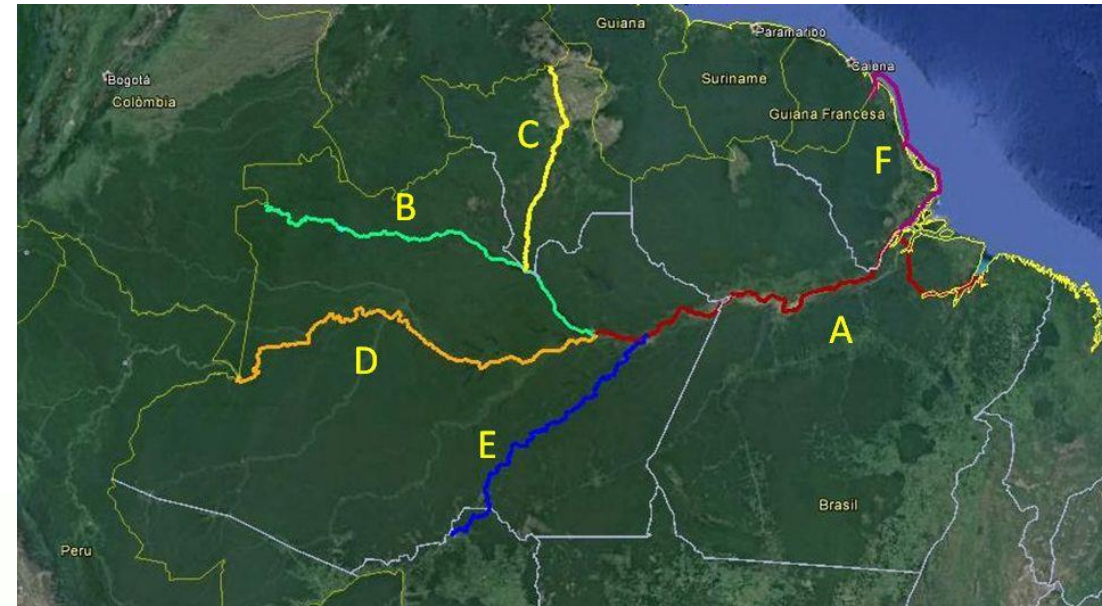 Guiana
Paramaribo
Caiena
Bogotá
Colômbia
Suriname
Guiana Francesa
C
F
B
A
D
E
Brasil
Peru